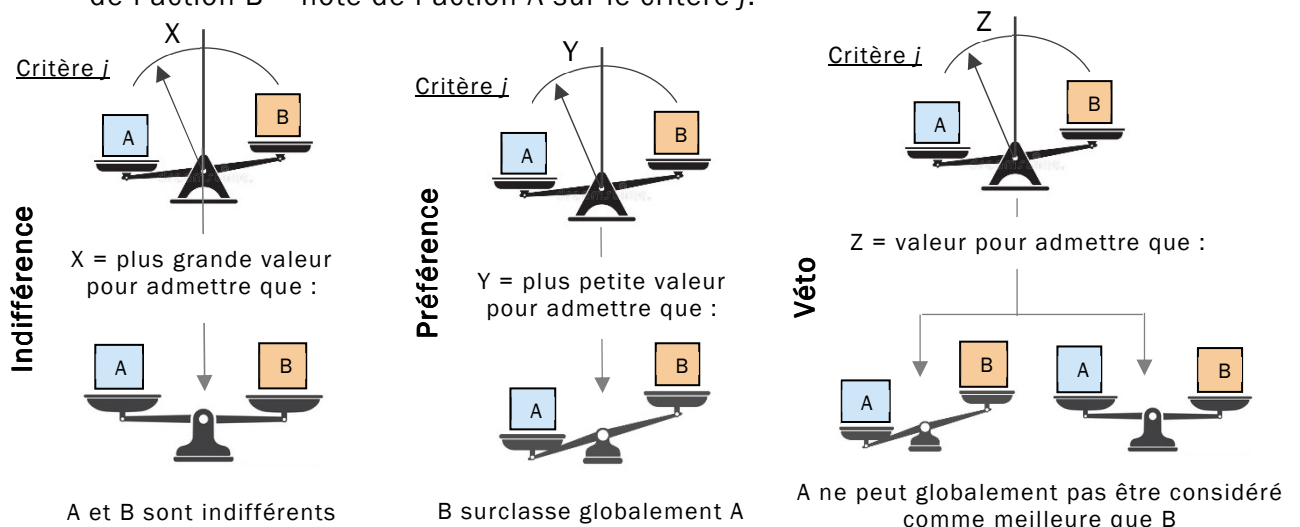 de l'action B – note de l'action A sur le critère j.
X
Critère j
A
B
Indifférence
X = plus grande valeur
pour admettre que :
A
B
A et B sont indifférents
Y
Critère j
A
B
Préférence
Y = plus petite valeur
pour admettre que :
A
B
B surclasse globalement A
Z
Critère j
A
B
Véto
Z = valeur pour admettre que :
A
B
A
B
A ne peut globalement pas être considéré
comme meilleure que B